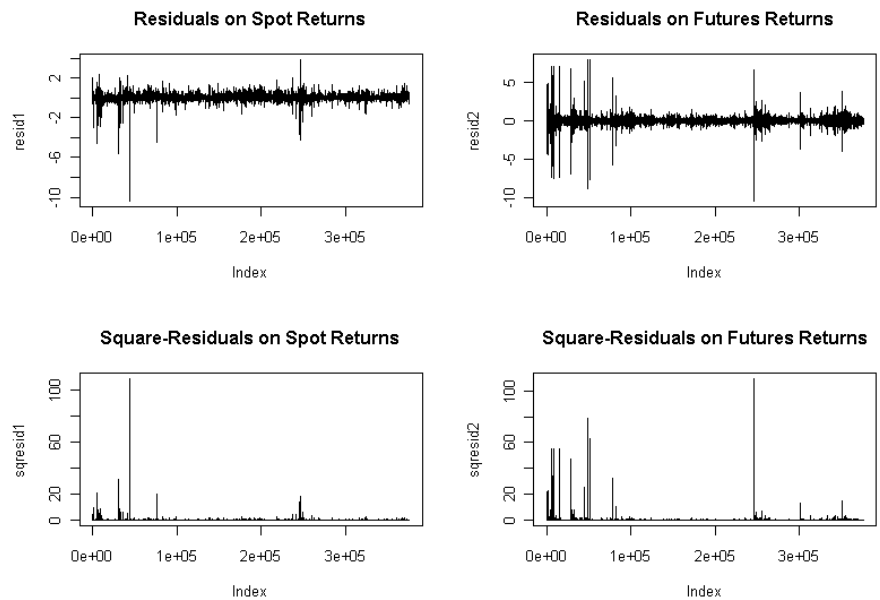 Residuals on Spot Returns
resid1
2
-2
-6
-10
0e+00 1e+05 2e+05 3e+05
Index
Residuals on Futures Returns
resid2
5
0
-5
-10
0e+00 1e+05 2e+05 3e+05
Index
Square-Residuals on Spot Returns
sqresid1
100
60
20
0
0e+00 1e+05 2e+05 3e+05
Index
Square-Residuals on Futures Returns
sqresid2
100
60
20
0
0e+00 1e+05 2e+05 3e+05
Index